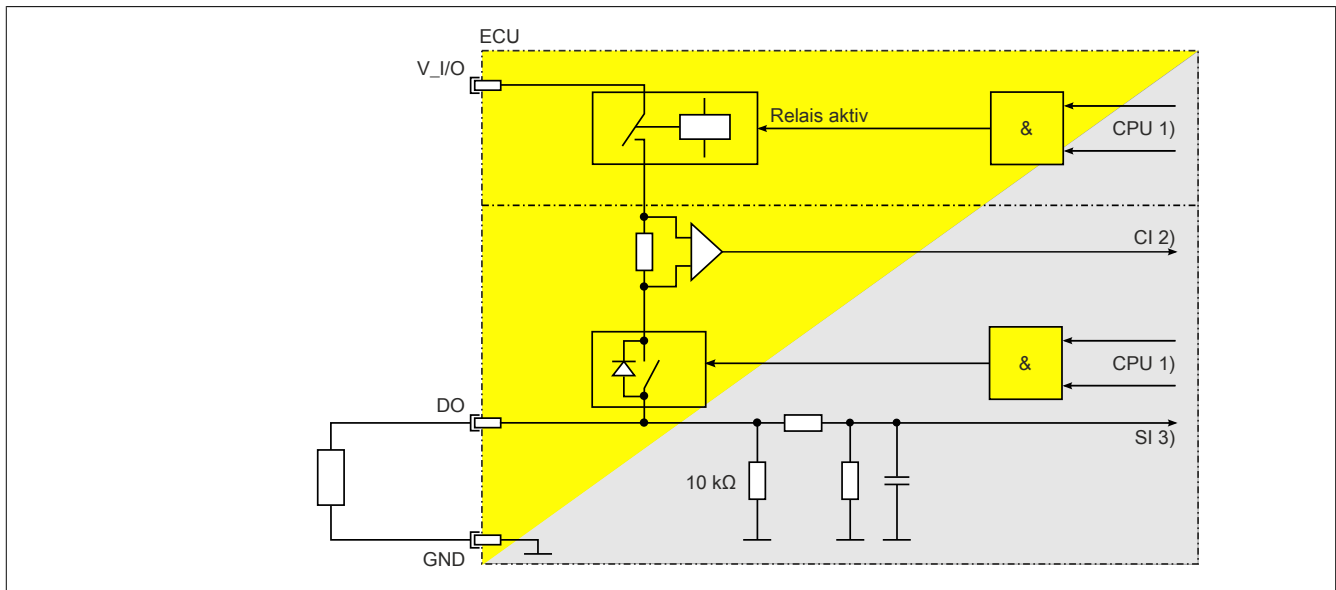 ECU
V_I/O
Relais aktiv
&
CPU 1)
CI 2)
&
CPU 1)
DO
SI 3)
10 kΩ
GND